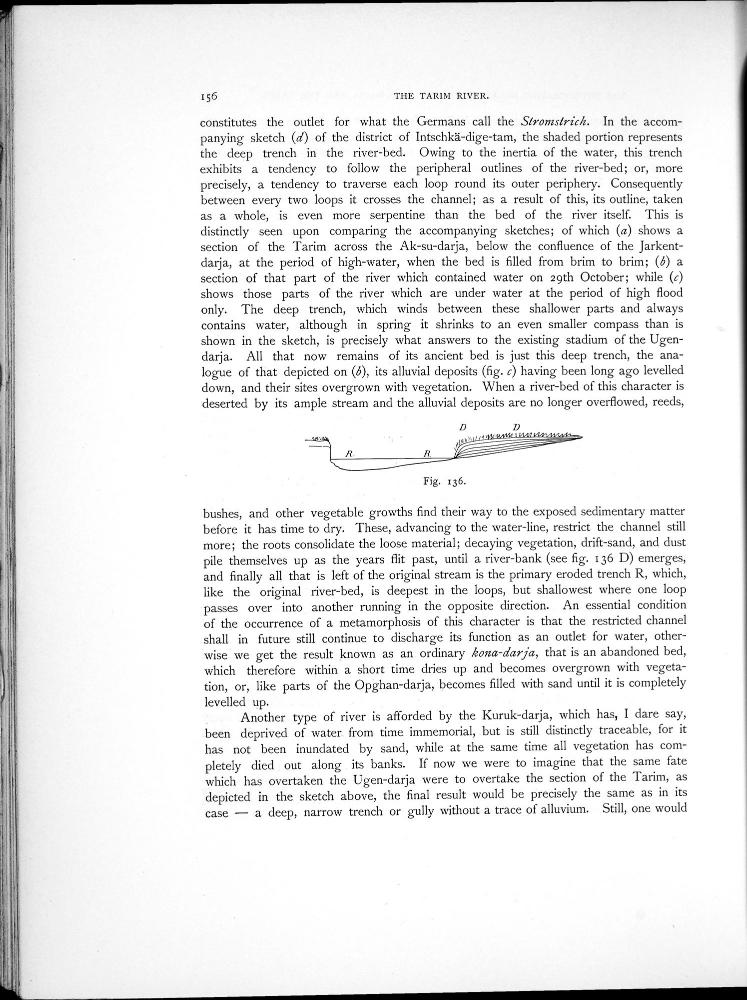 156
THE TARIM RIVER.
constitutes the outlet for what the Germans call the Stromstrich. In the accom-
panying sketch (d) of the district of Intschkä-dige-tam, the shaded portion represents
the deep trench in the river-bed. Owing to the inertia of the water, this trench
exhibits a tendency to follow the peripheral outlines of the river-bed; or, more
precisely, a tendency to traverse each loop round its outer periphery. Consequently
between every two loops it crosses the channel; as a result of this, its outline, taken
as a whole, is even more serpentine than the bed of the river itself. This is
distinctly seen upon comparing the accompanying sketches; of which (a) shows a
section of the Tarim across the Ak-su-darja, below the confluence of the Jarkent-
darja, at the period of high-water, when the bed is filled from brim to brim; (b) a
section of that part of the river which contained water on 29th October; while (c)
shows those parts of the river which are under water at the period of high flood
only. The deep trench, which winds between these shallower parts and always
contains water, although in spring it shrinks to an even smaller compass than is
shown in the sketch, is precisely what answers to the existing stadium of the Ugen-
darja. All that now remains of its ancient bed is just this deep trench, the ana-
logue of that depicted on (b), its alluvial deposits (fig. c) having been long ago levelled
down, and their sites overgrown with vegetation. When a river-bed of this character is
deserted by its ample stream and the alluvial deposits are no longer overflowed, reeds,
D D
R R
Fig. 136.
bushes, and other vegetable growths find their way to the exposed sedimentary matter
before it has time to dry. These, advancing to the water-line, restrict the channel still
more; the roots consolidate the loose material; decaying vegetation, drift-sand, and dust
pile themselves up as the years flit past, until a river-bank (see fig. 136 D) emerges,
and finally all that is left of the original stream is the primary eroded trench R, which,
like the original river-bed, is deepest in the loops, but shallowest where one loop
passes over into another running in the opposite direction. An essential condition
of the occurrence of a metamorphosis of this character is that the restricted channel
shall in future still continue to discharge its function as an outlet for water, other-
wise we get the result known as an ordinary kona-darja, that is an abandoned bed,
which therefore within a short time dries up and becomes overgrown with vegeta-
tion, or, like parts of the Opghan-darja, becomes filled with sand until it is completely
levelled up.
Another type of river is afforded by the Kuruk-darja, which has, I dare say,
been deprived of water from time immemorial, but is still distinctly traceable, for it
has not been inundated by sand, while at the same time all vegetation has com-
pletely died out along its banks. If now we were to imagine that the same fate
which has overtaken the Ugen-darja were to overtake the section of the Tarim, as
depicted in the sketch above, the final result would be precisely the same as in its
case — a deep, narrow trench or gully without a trace of alluvium. Still, one would